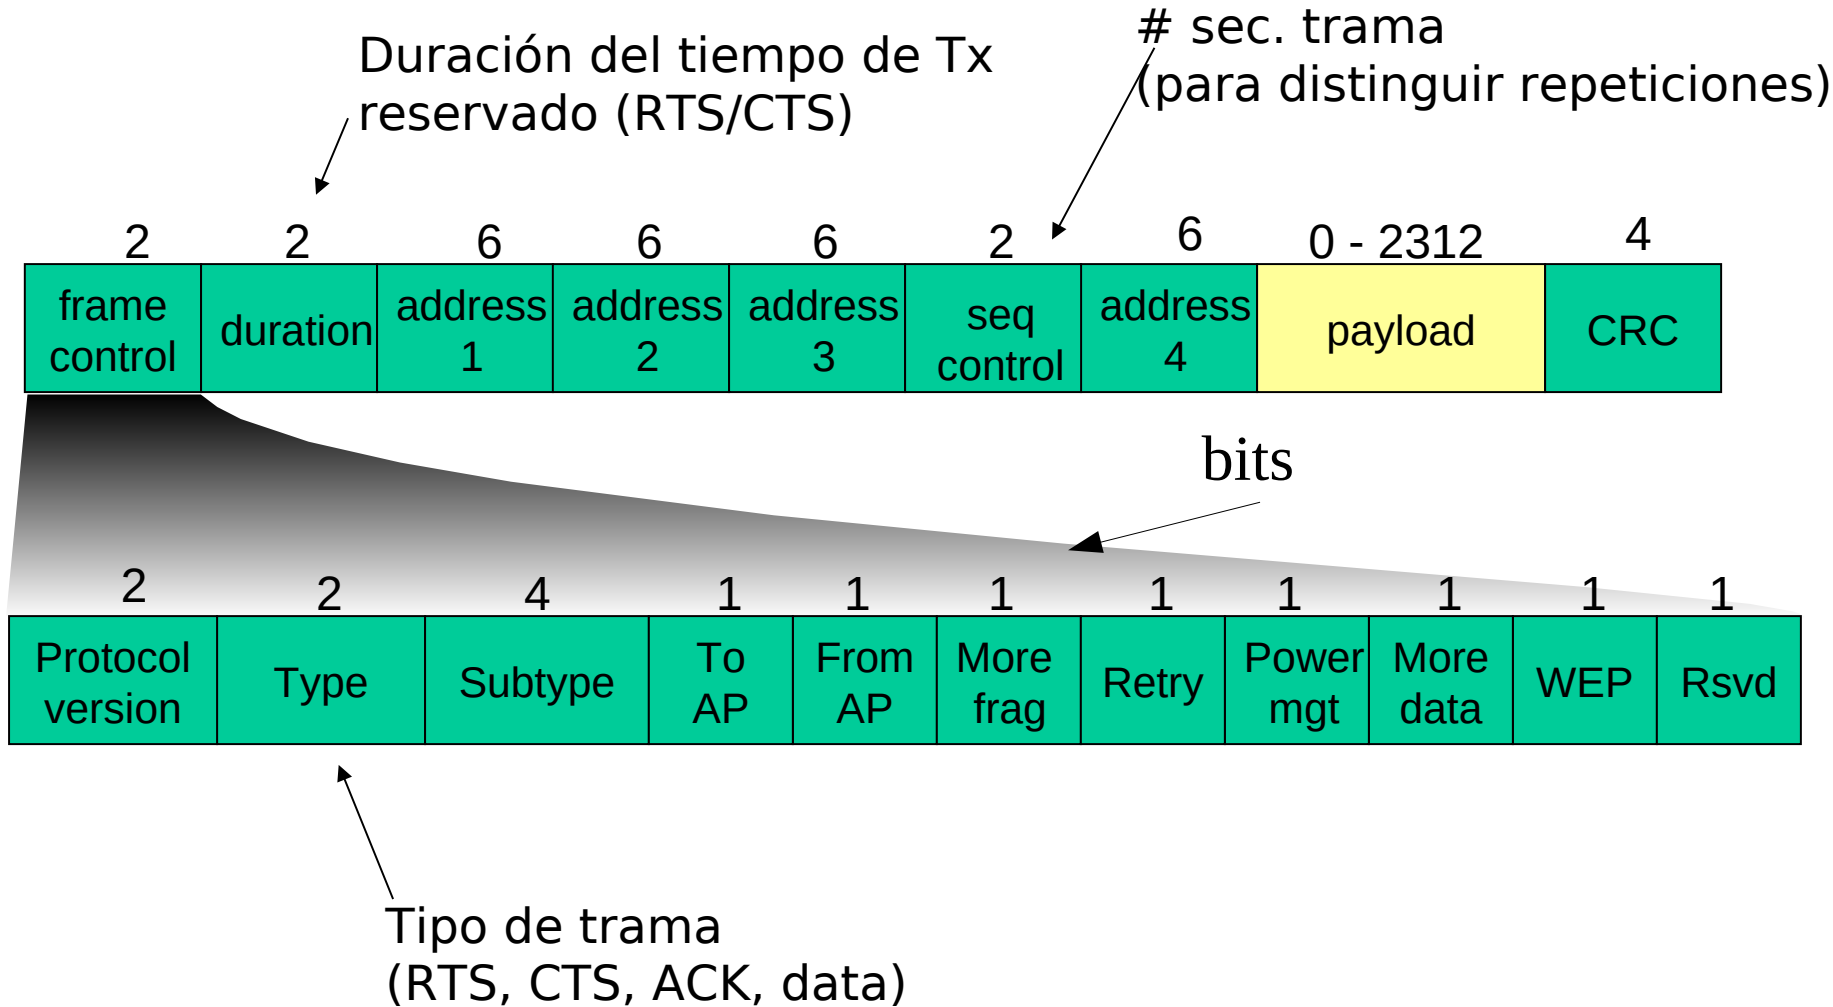 Duración del tiempo de Tx
reservado (RTS/CTS)
# sec. trama
(para distinguir repeticiones)
2 2 6 6 6 2 6 0 - 2312 4
frame
control
duration
address
1
address
2
address
3
seq
control
address
4
payload
CRC
bits
2 2 4 1 1 1 1 1 1 1 1
Protocol
version
Type
Subtype
To
AP
From
AP
More
frag
Retry
Power
mgt
More
data
WEP
Rsvd
Tipo de trama
(RTS, CTS, ACK, data)